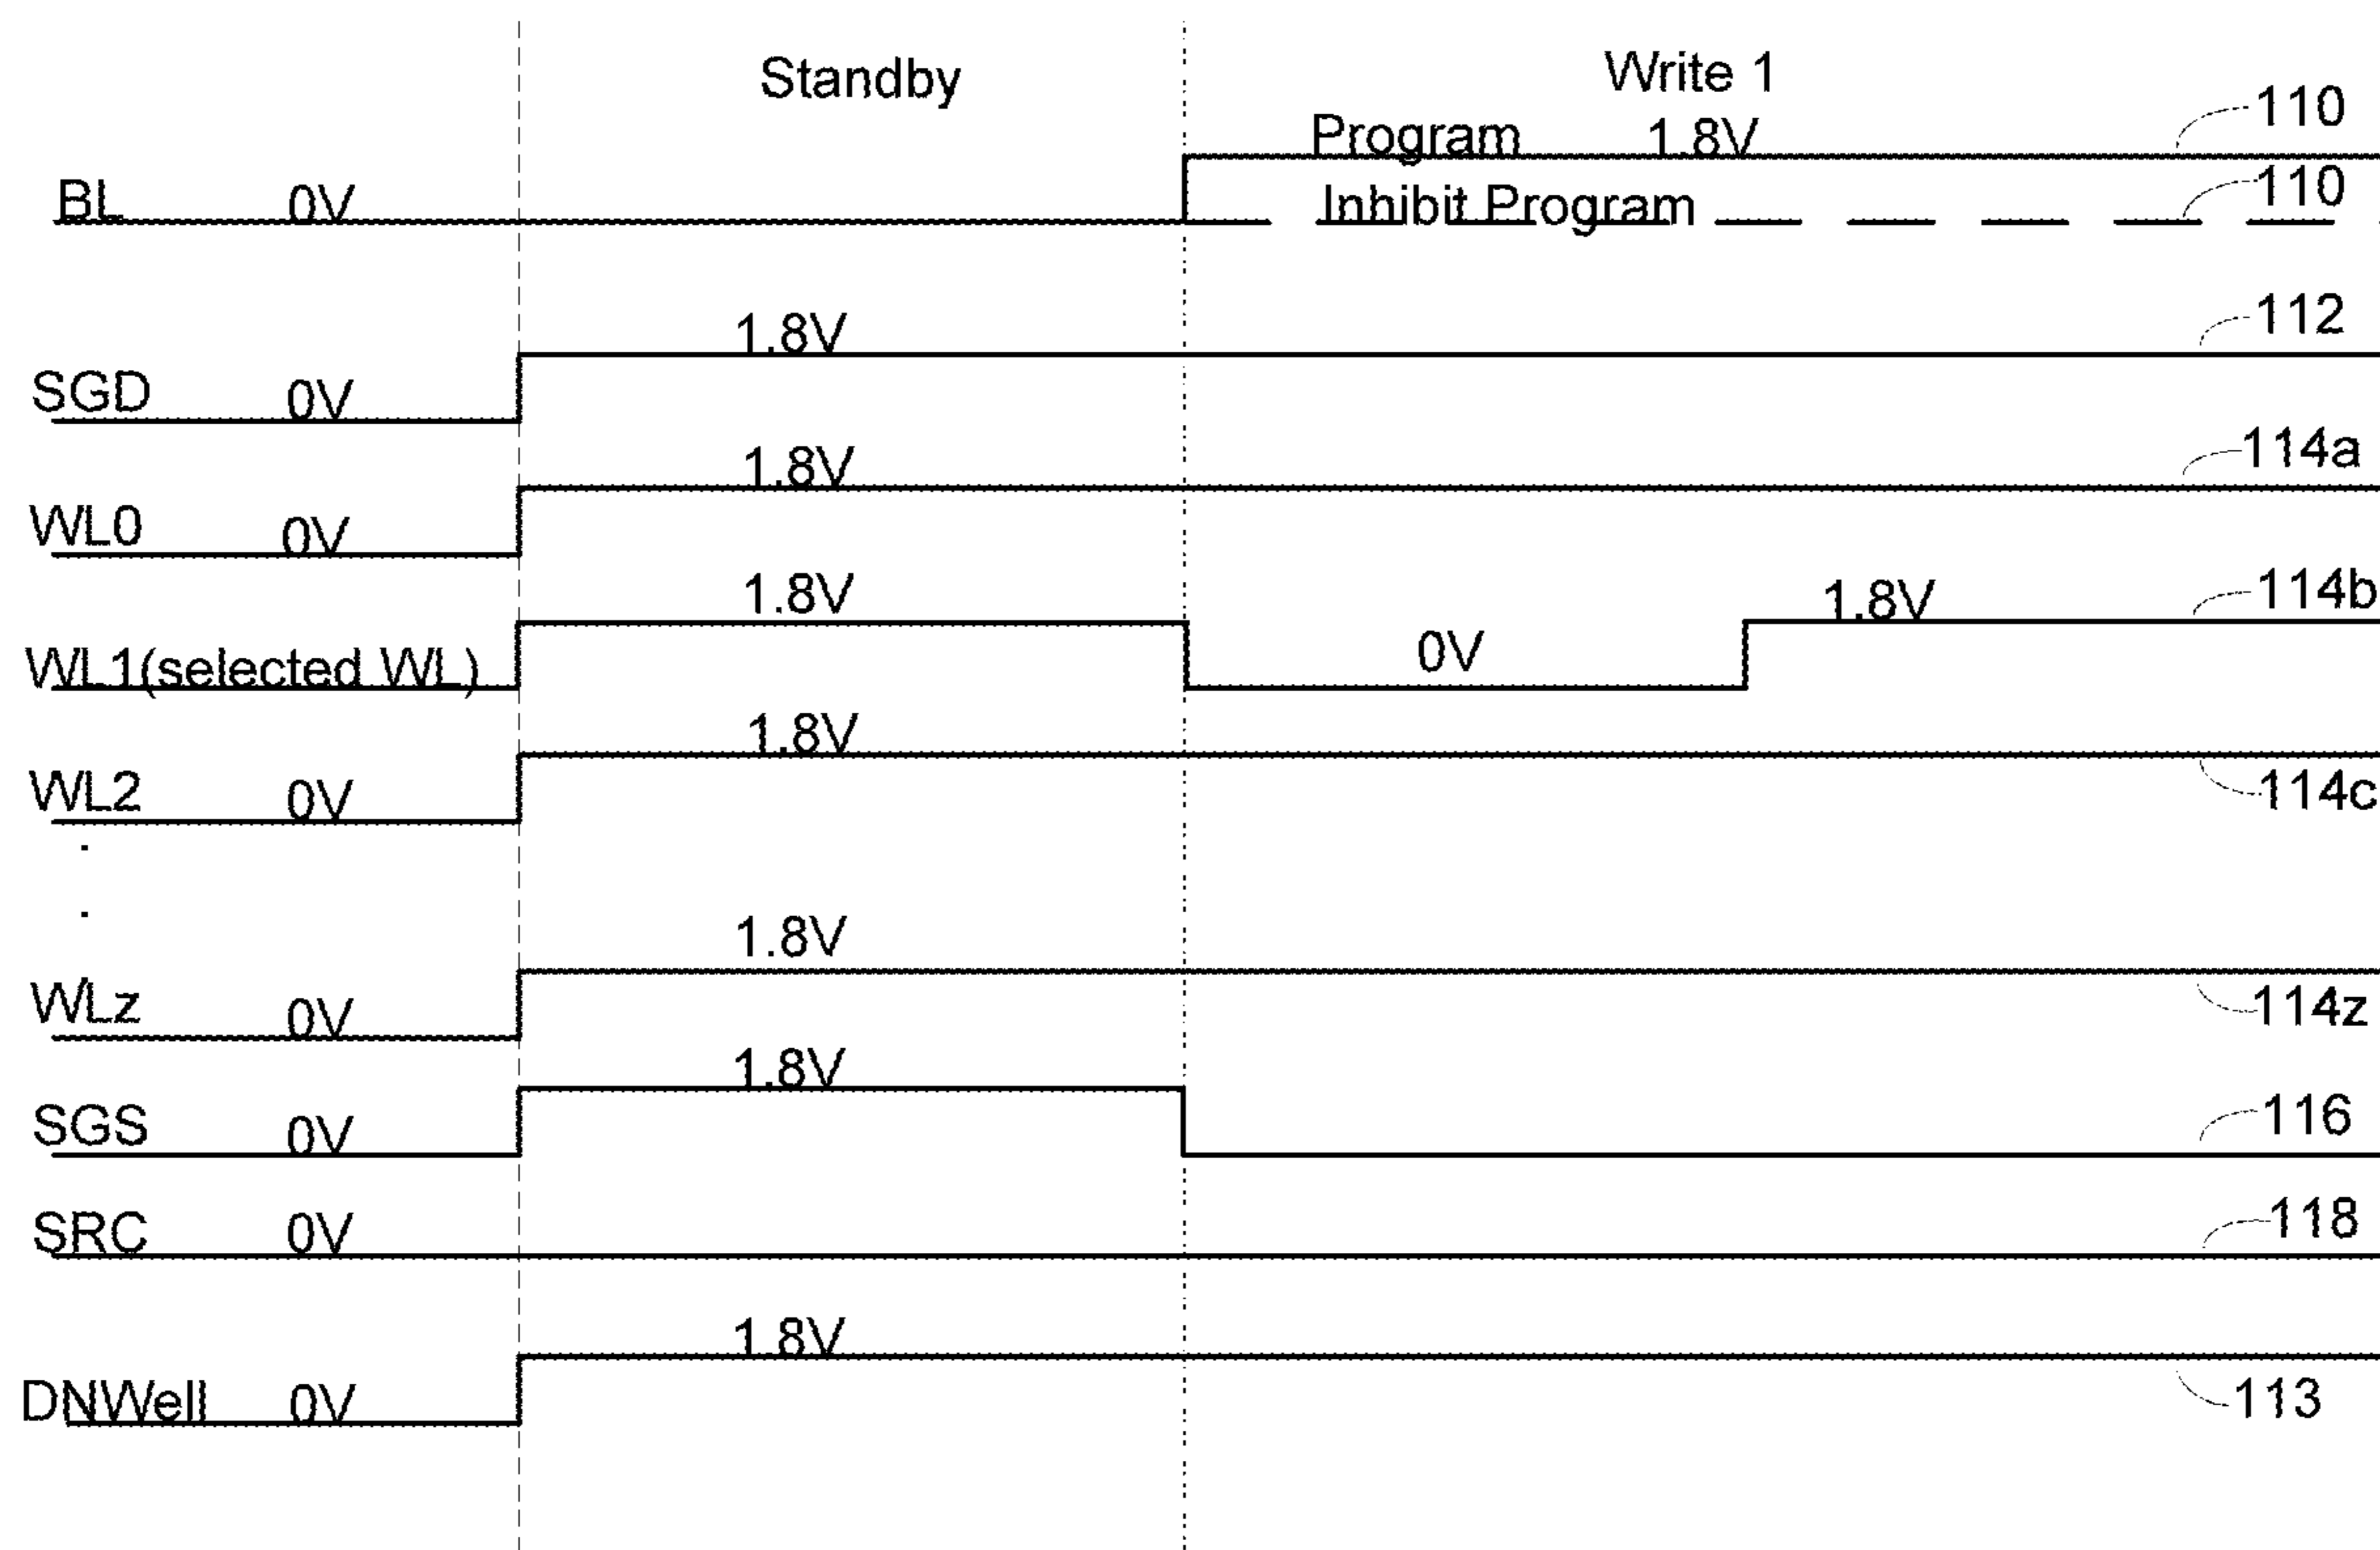 Standby Write 1
Program 1.8V 110
BL 0V Inhibit Program 110
1.8V 112
SGD 0V
1.8V 114a
WL0 0V
1.8V 1.8V 114b
WL1(selected WL) 0V
1.8V
WL2 0V 114c
.
.
1.8V
WLz 0V 114z
1.8V
SGS 0V 116
SRC 0V 118
1.8V
DNWell 0V 113